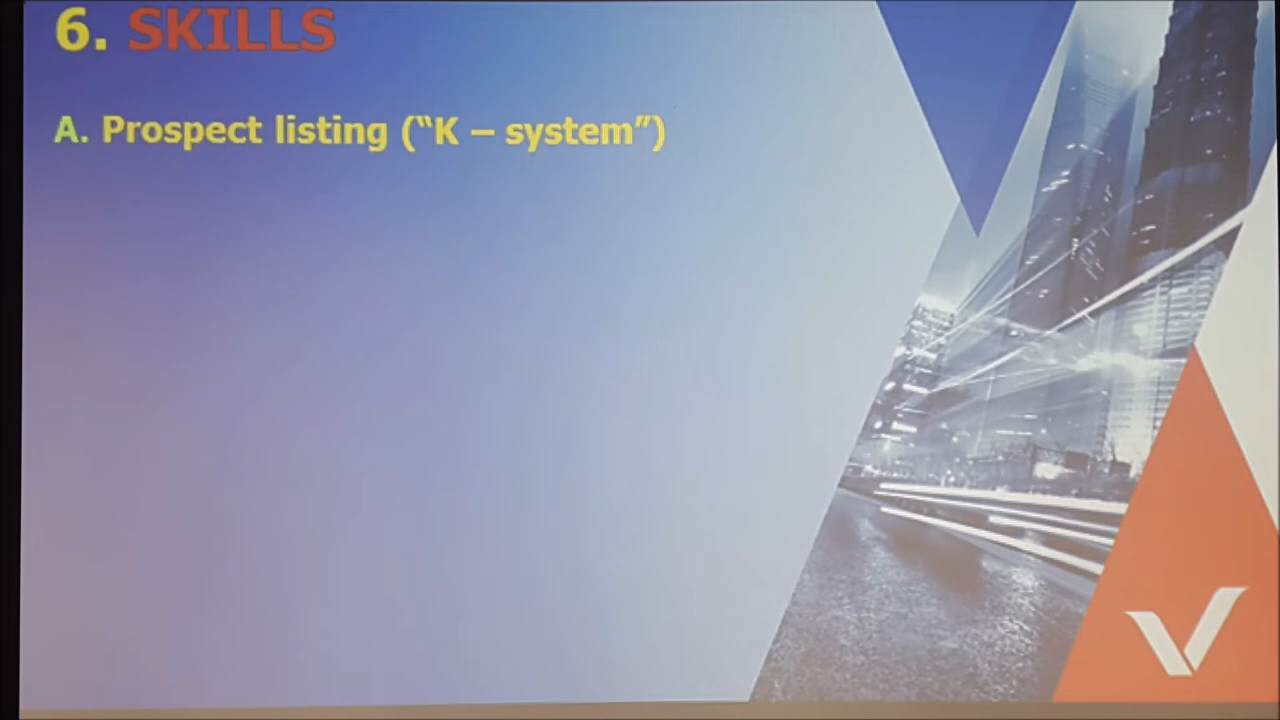 6. SKILLS
A. Prospect listing (“K – system”)